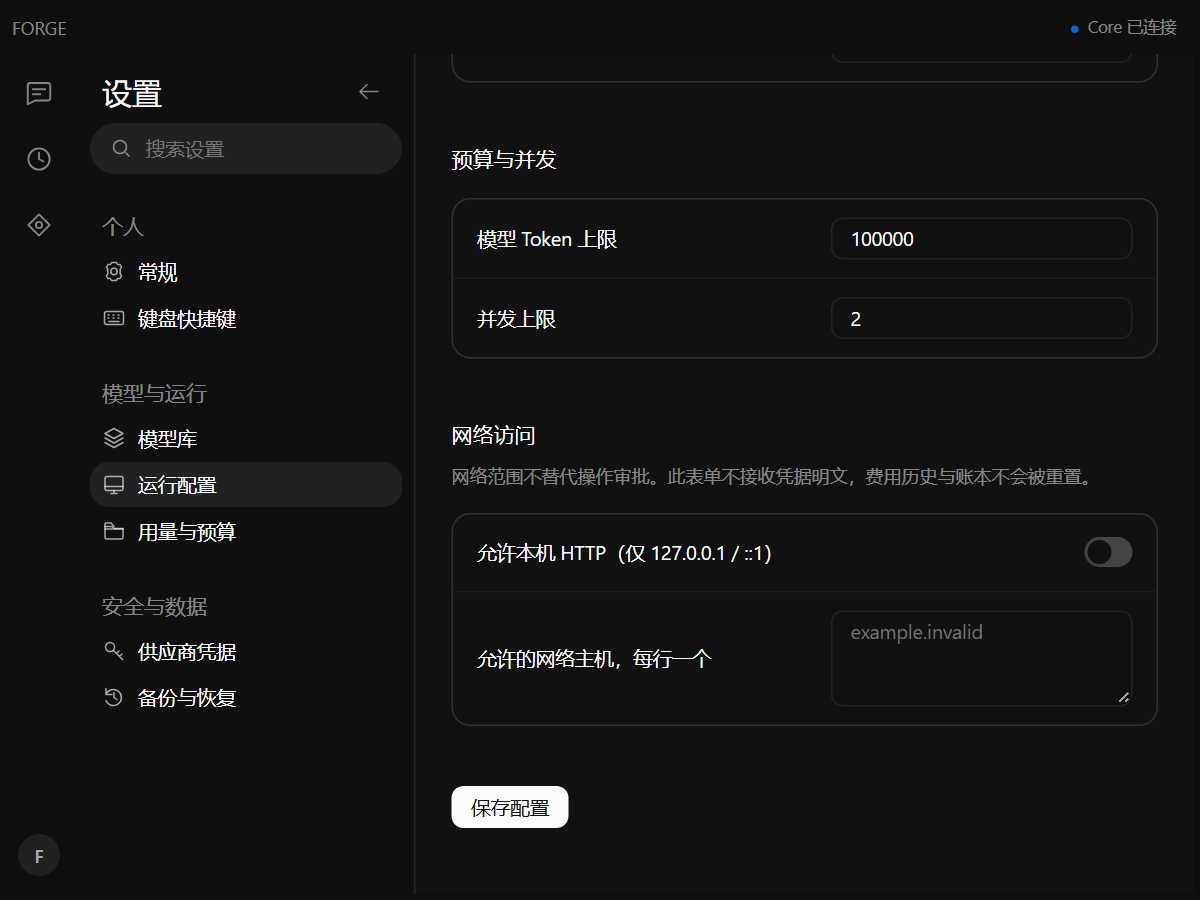 FORGE
Core 已连接
设置
搜索设置
个人
常规
键盘快捷键
模型与运行
模型库
运行配置
用量与预算
安全与数据
供应商凭据
备份与恢复
F
预算与并发
模型 Token 上限
100000
并发上限
2
网络访问
网络范围不替代操作审批。此表单不接收凭据明文，费用历史与账本不会被重置。
允许本机 HTTP（仅 127.0.0.1 / ::1）
允许的网络主机，每行一个
example.invalid
保存配置